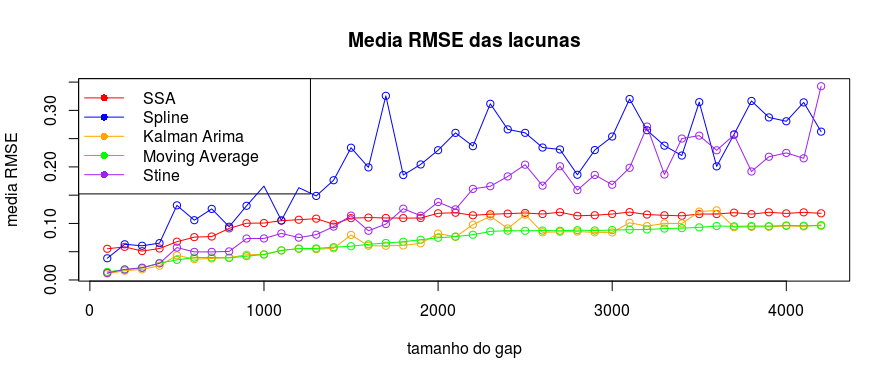 Media RMSE das lacunas
SSA
Spline
Kalman Arima
Moving Average
Stine
media RMSE
0.00
0.10
0.20
0.30
0
1000
2000
3000
4000
tamanho do gap